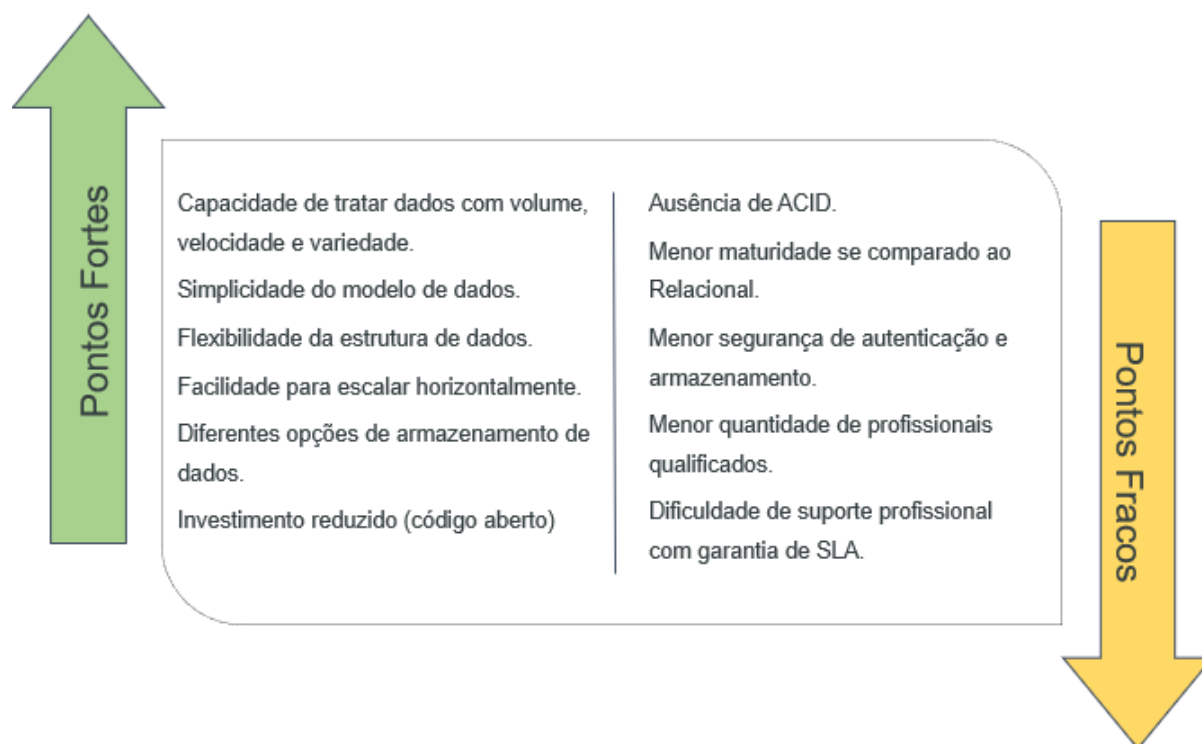 Pontos Fortes
Capacidade de tratar dados com volume,
velocidade e variedade.
Simplicidade do modelo de dados.
Flexibilidade da estrutura de dados.
Facilidade para escalar horizontalmente.
Diferentes opções de armazenamento de
dados.
Investimento reduzido (código aberto)
Ausência de ACID.
Menor maturidade se comparado ao
Relacional.
Menor segurança de autenticação e
armazenamento.
Menor quantidade de profissionais
qualificados.
Dificuldade de suporte profissional
com garantia de SLA.
Pontos Fracos